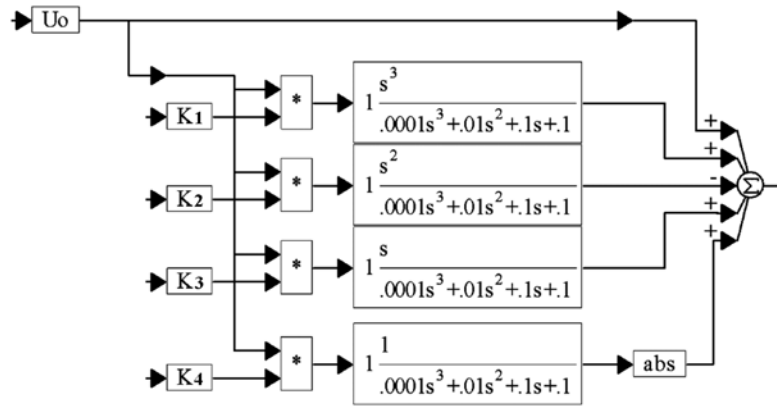 Uo
K1
*
1 s³ / .0001s³+.01s²+.1s+.1
K2
*
1 s² / .0001s³+.01s²+.1s+.1
K3
*
1 s / .0001s³+.01s²+.1s+.1
K4
*
1 1 / .0001s³+.01s²+.1s+.1
abs
+
+
-
+
+
Σ